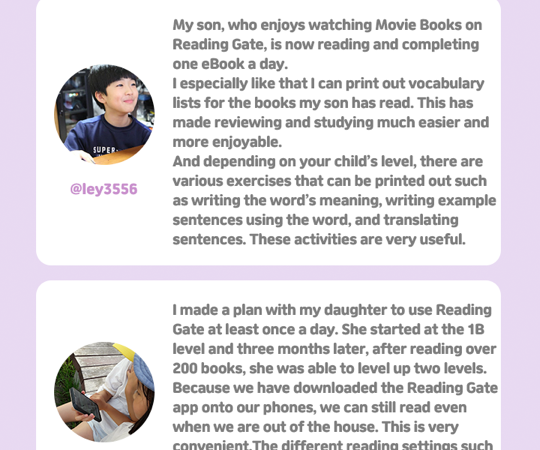 My son, who enjoys watching Movie Books on
Reading Gate, is now reading and completing
one eBook a day.
I especially like that I can print out vocabulary
lists for the books my son has read. This has
made reviewing and studying much easier and
more enjoyable.
And depending on your child's level, there are
various exercises that can be printed out such
as writing the word's meaning, writing example
sentences using the word, and translating
sentences. These activities are very useful.
SUPER-
@ley3556
I made a plan with my daughter to use Reading
Gate at least once a day. She started at the 1B
level and three months later, after reading over
200 books, she was able to level up two levels.
Because we have downloaded the Reading Gate
app onto our phones, we can still read even
when we are out of the house. This is very
convenient.The different reading settings such